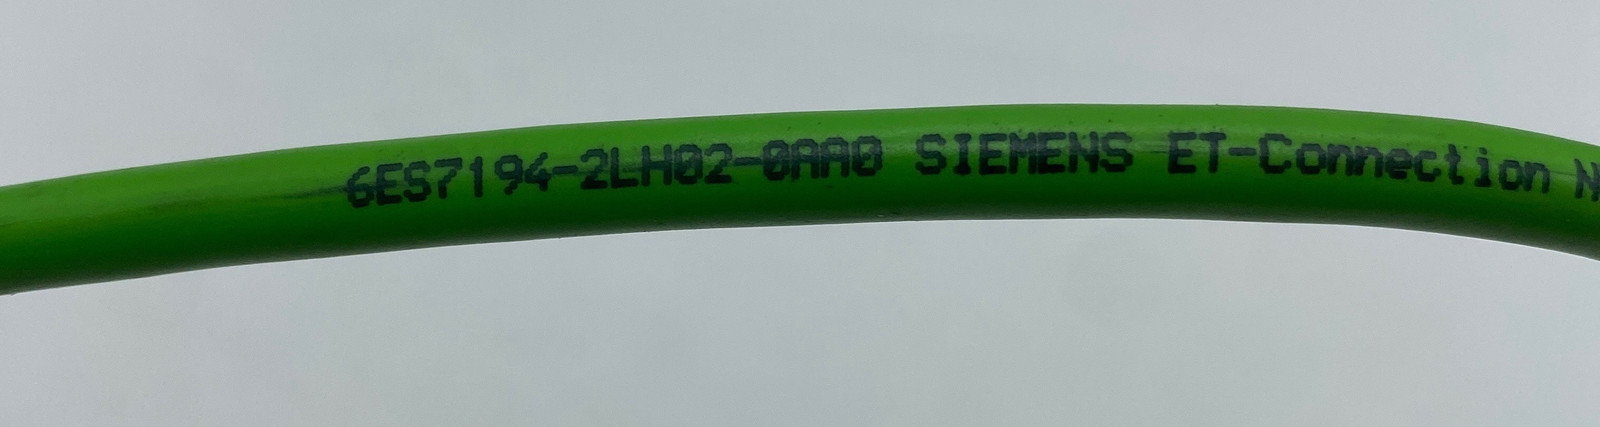 6ES7194-2LH02-0AA0 SIEMENS ET-Connection